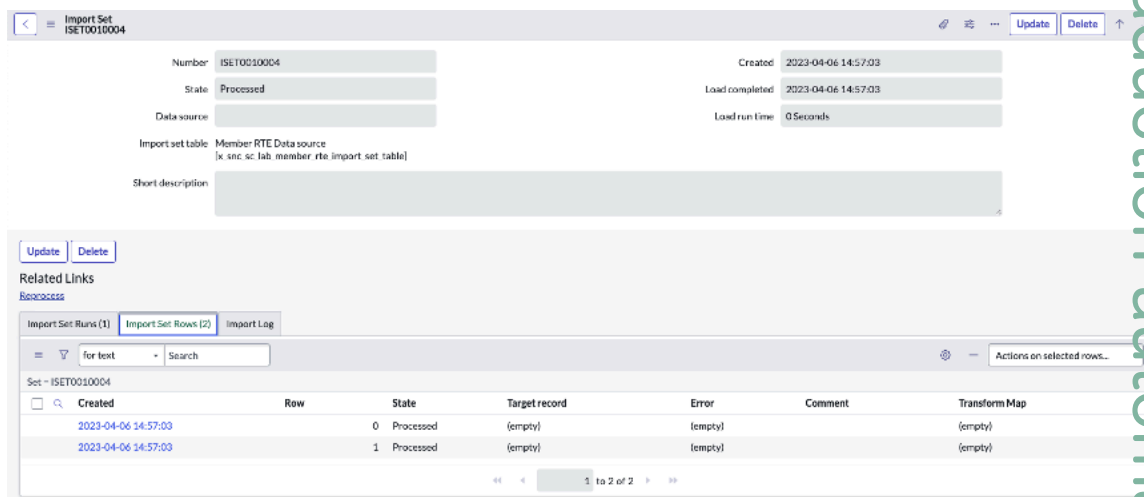 Import Set
ISET0010004
Update Delete
Number ISET0010004
Created 2023-04-06 14:57:03
State Processed
Load completed 2023-04-06 14:57:03
Data source
Load run time 0 Seconds
Import set table Member RTE Data source
[x_snc_sc_lab_member_rte_import_set_table]
Short description
Update Delete
Related Links
Reprocess
Import Set Runs (1) Import Set Rows (2) Import Log
for text Search Actions on selected rows...
Set = ISET0010004
Created Row State Target record Error Comment Transform Map
2023-04-06 14:57:03 0 Processed (empty) (empty) (empty)
2023-04-06 14:57:03 1 Processed (empty) (empty) (empty)
1 to 2 of 2